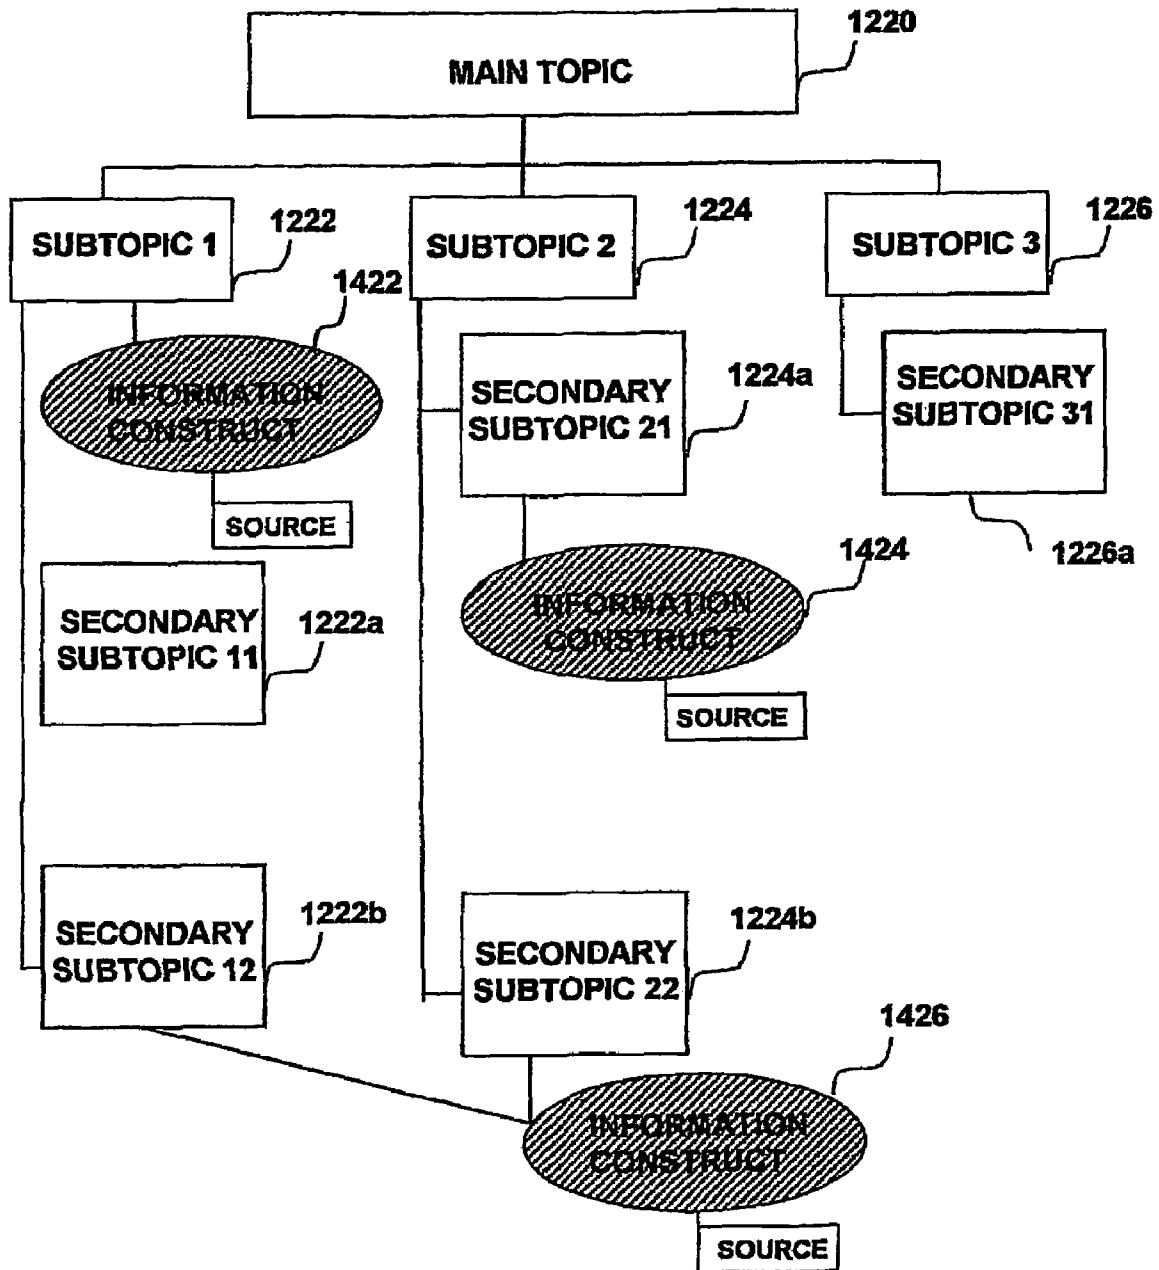 1220
MAIN TOPIC
SUBTOPIC 1
1222
SUBTOPIC 2
1224
SUBTOPIC 3
1226
1422
INFORMATION
CONSTRUCT
SOURCE
SECONDARY
SUBTOPIC 21
1224a
SECONDARY
SUBTOPIC 31
1226a
1424
INFORMATION
CONSTRUCT
SOURCE
SECONDARY
SUBTOPIC 11
1222a
SECONDARY
SUBTOPIC 12
1222b
SECONDARY
SUBTOPIC 22
1224b
1426
INFORMATION
CONSTRUCT
SOURCE